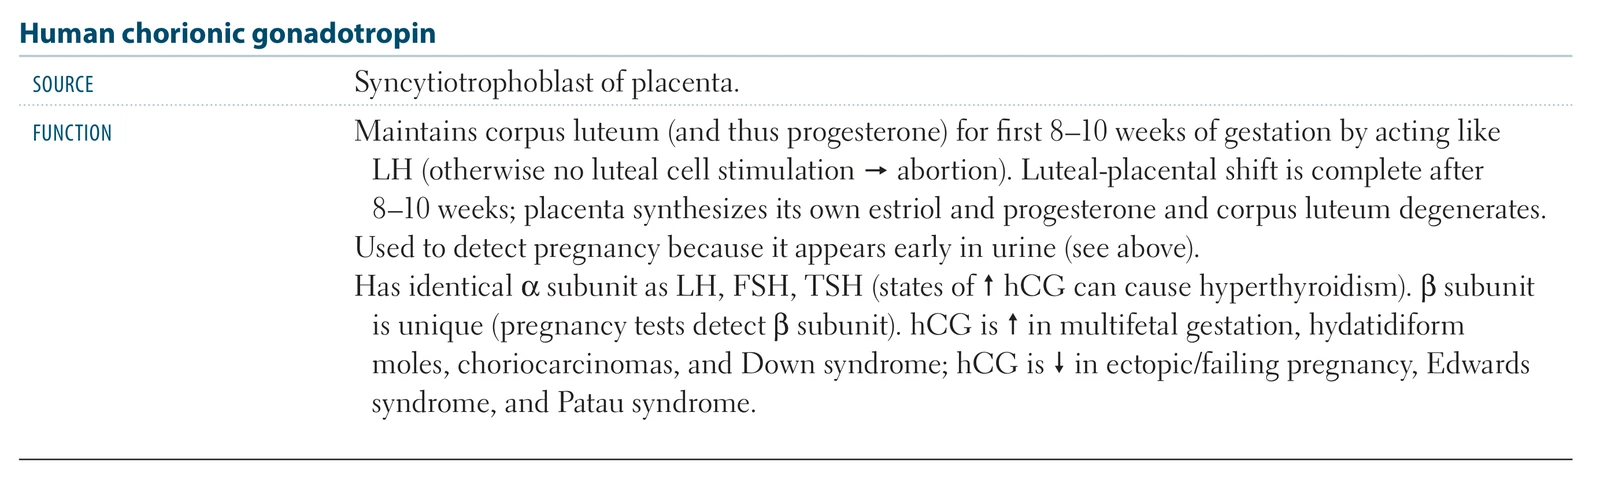 Human chorionic gonadotropin
SOURCE Syncytiotrophoblast of placenta.
FUNCTION Maintains corpus luteum (and thus progesterone) for first 8–10 weeks of gestation by acting like
LH (otherwise no luteal cell stimulation → abortion). Luteal-placental shift is complete after
8–10 weeks; placenta synthesizes its own estriol and progesterone and corpus luteum degenerates.
Used to detect pregnancy because it appears early in urine (see above).
Has identical α subunit as LH, FSH, TSH (states of ↑ hCG can cause hyperthyroidism). β subunit
is unique (pregnancy tests detect β subunit). hCG is ↑ in multifetal gestation, hydatidiform
moles, choriocarcinomas, and Down syndrome; hCG is ↓ in ectopic/failing pregnancy, Edwards
syndrome, and Patau syndrome.